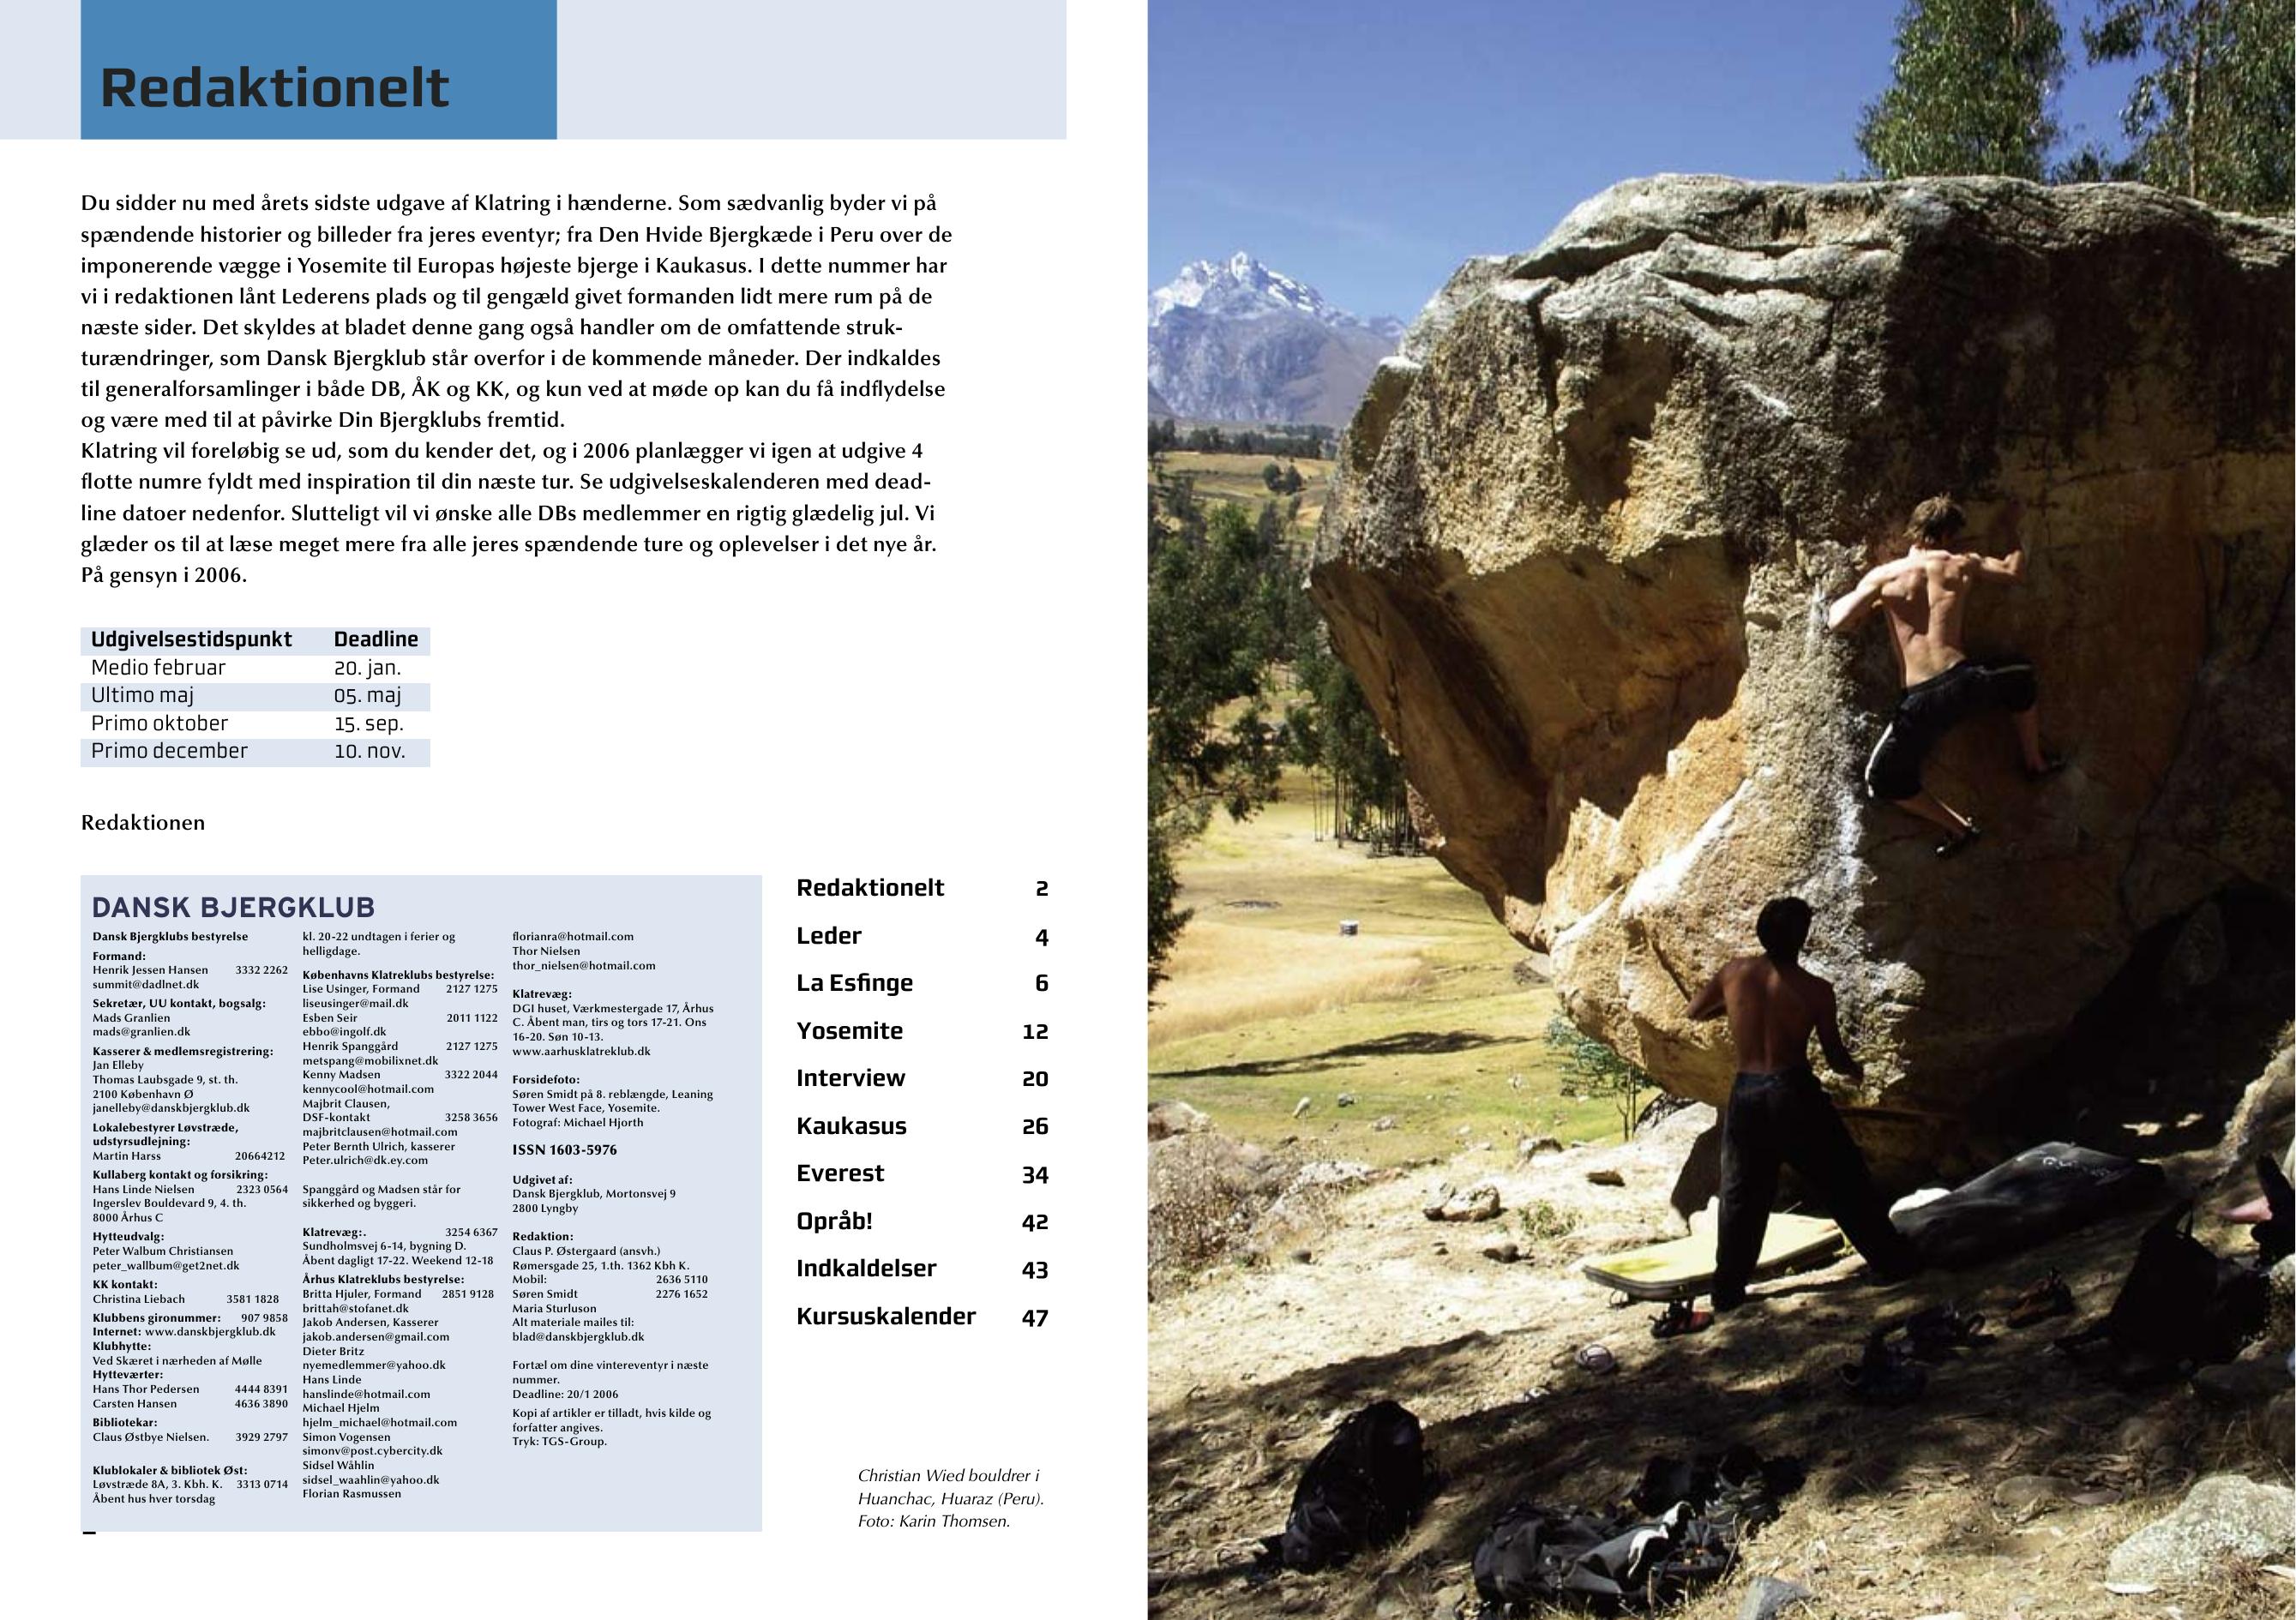 Redaktionelt
Du sidder nu med årets sidste udgave af Klatring i hænderne. Som sædvanlig byder vi på
spændende historier og billeder fra jeres eventyr; fra Den Hvide Bjergkæde i Peru over de
imponerende vægge i Yosemite til Europas højeste bjerge i Kaukasus. I dette nummer har
vi i redaktionen lånt Lederens plads og til gengæld givet formanden lidt mere rum på de
næste sider. Det skyldes at bladet denne gang også handler om de omfattende struk-
turændringer, som Dansk Bjergklub står overfor i de kommende måneder. Der indkaldes
til generalforsamlinger i både DB, ÅK og KK, og kun ved at møde op kan du få indflydelse
og være med til at påvirke Din Bjergklubs fremtid.
Klatring vil foreløbig se ud, som du kender det, og i 2006 planlægger vi igen at udgive 4
flotte numre fyldt med inspiration til din næste tur. Se udgivelseskalenderen med dead-
line datoer nedenfor. Slutteligt vil vi ønske alle DBs medlemmer en rigtig glædelig jul. Vi
glæder os til at læse meget mere fra alle jeres spændende ture og oplevelser i det nye år.
På gensyn i 2006.
Udgivelsestidspunkt Deadline
Medio februar 20. jan.
Ultimo maj 05. maj
Primo oktober 15. sep.
Primo december 10. nov.
Redaktionen
DANSK BJERGKLUB
Dansk Bjergklubs bestyrelse
Formand:
Henrik Jessen Hansen 3332 2262
summit@dadlnet.dk
Sekretær, UU kontakt, bogsalg:
Mads Granlien
mads@granlien.dk
Kasserer & medlemsregistrering:
Jan Elleby
Thomas Laubsgade 9, st. th.
2100 København Ø
janelleby@danskbjergklub.dk
Lokalebestyrer Løvstræde,
udstyrsudlejning:
Martin Harss 20664212
Kullaberg kontakt og forsikring:
Hans Linde Nielsen 2323 0564
Ingerslev Bouldevard 9, 4. th.
8000 Århus C
Hytteudvalg:
Peter Walbum Christiansen
peter_wallbum@get2net.dk
KK kontakt:
Christina Liebach 3581 1828
Klubbens gironummer: 907 9858
Internet: www.danskbjergklub.dk
Klubhytte:
Ved Skæret i nærheden af Mølle
Hytteværter:
Hans Thor Pedersen 4444 8391
Carsten Hansen 4636 3890
Bibliotekar:
Claus Østbye Nielsen. 3929 2797
Klublokaler & bibliotek Øst:
Løvstræde 8A, 3. Kbh. K. 3313 0714
Åbent hus hver torsdag
kl. 20-22 undtagen i ferier og
helligdage.
Københavns Klatreklubs bestyrelse:
Lise Usinger, Formand 2127 1275
liseusinger@mail.dk
Esben Seir 2011 1122
ebbo@ingolf.dk
Henrik Spanggård 2127 1275
metspang@mobilixnet.dk
Kenny Madsen 3322 2044
kennycool@hotmail.com
Majbrit Clausen,
DSF-kontakt 3258 3656
majbritclausen@hotmail.com
Peter Bernth Ulrich, kasserer
Peter.ulrich@dk.ey.com
Spanggård og Madsen står for
sikkerhed og byggeri.
Klatrevæg:. 3254 6367
Sundholmsvej 6-14, bygning D.
Åbent dagligt 17-22. Weekend 12-18
Århus Klatreklubs bestyrelse:
Britta Hjuler, Formand 2851 9128
brittah@stofanet.dk
Jakob Andersen, Kasserer
jakob.andersen@gmail.com
Dieter Britz
nyemedlemmer@yahoo.dk
Hans Linde
hanslinde@hotmail.com
Michael Hjelm
hjelm_michael@hotmail.com
Simon Vogensen
simonv@post.cybercity.dk
Sidsel Wåhlin
sidsel_waahlin@yahoo.dk
Florian Rasmussen
florianra@hotmail.com
Thor Nielsen
thor_nielsen@hotmail.com
Klatrevæg:
DGI huset, Værkmestergade 17, Århus
C. Åbent man, tirs og tors 17-21. Ons
16-20. Søn 10-13.
www.aarhusklatreklub.dk
Forsidefoto:
Søren Smidt på 8. reblængde, Leaning
Tower West Face, Yosemite.
Fotograf: Michael Hjorth
ISSN 1603-5976
Udgivet af:
Dansk Bjergklub, Mortonsvej 9
2800 Lyngby
Redaktion:
Claus P. Østergaard (ansvh.)
Rømersgade 25, 1.th. 1362 Kbh K.
Mobil: 2636 5110
Søren Smidt 2276 1652
Maria Sturluson
Alt materiale mailes til:
blad@danskbjergklub.dk
Fortæl om dine vintereventyr i næste
nummer.
Deadline: 20/1 2006
Kopi af artikler er tilladt, hvis kilde og
forfatter angives.
Tryk: TGS-Group.
Redaktionelt 2
Leder 4
La Esfinge 6
Yosemite 12
Interview 20
Kaukasus 26
Everest 34
Opråb! 42
Indkaldelser 43
Kursuskalender 47
Christian Wied bouldrer i
Huanchac, Huaraz (Peru).
Foto: Karin Thomsen.